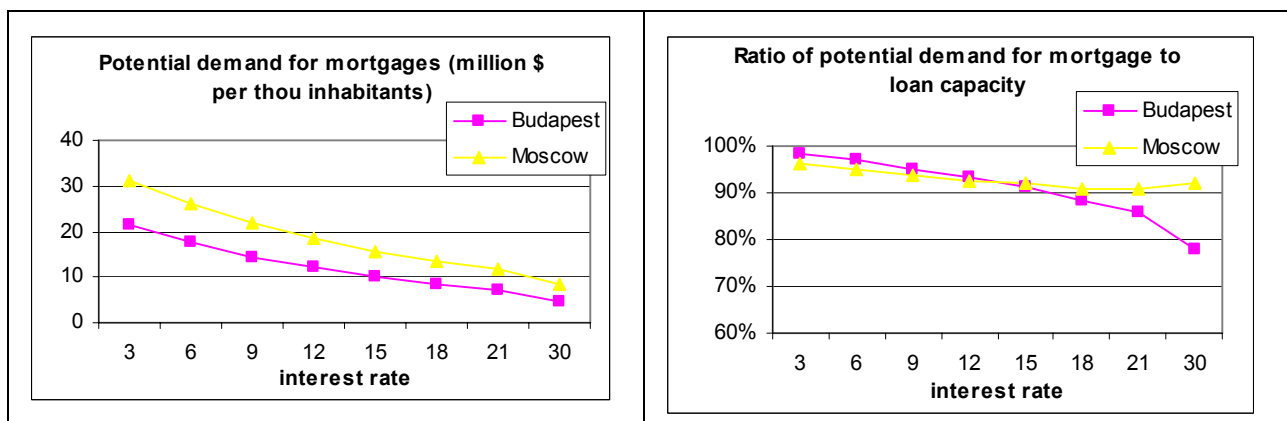 Potential demand for mortgages (million $
per thou inhabitants)
Budapest
Moscow
40
30
20
10
0
3 6 9 12 15 18 21 30
interest rate
Ratio of potential demand for mortgage to
loan capacity
Budapest
Moscow
100%
90%
80%
70%
60%
3 6 9 12 15 18 21 30
interest rate